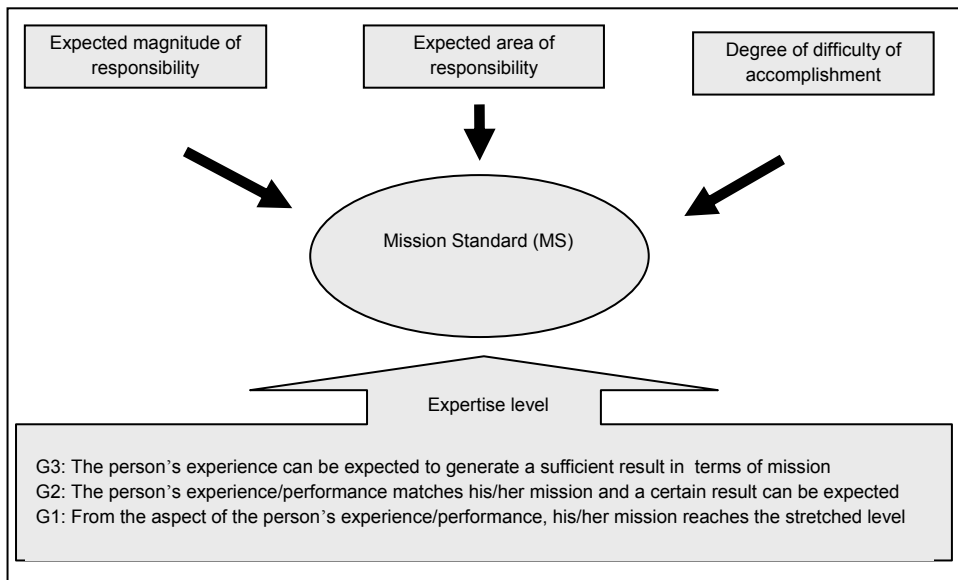 Expected magnitude of
responsibility
Expected area of
responsibility
Degree of difficulty of
accomplishment
Mission Standard (MS)
Expertise level
G3: The person’s experience can be expected to generate a sufficient result in terms of mission
G2: The person’s experience/performance matches his/her mission and a certain result can be expected
G1: From the aspect of the person’s experience/performance, his/her mission reaches the stretched level